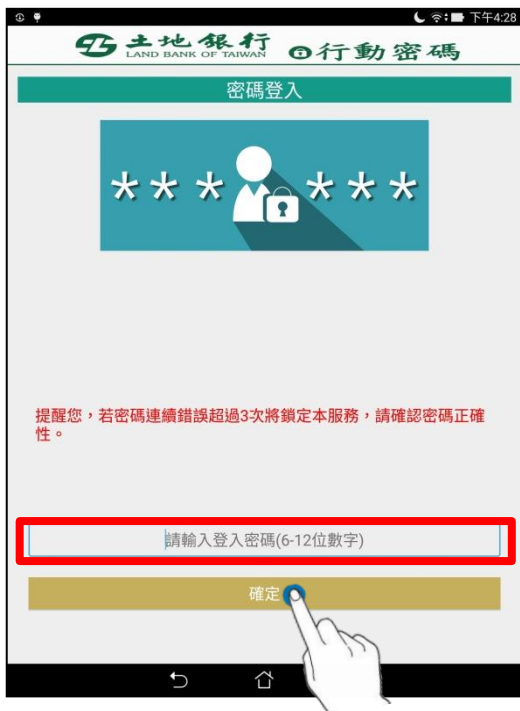 下午4:28
土地銀行
LAND BANK OF TAIWAN
行動密碼
密碼登入
***
***
提醒您，若密碼連續錯誤超過3次將鎖定本服務，請確認密碼正確
性。
請輸入登入密碼(6-12位數字)
確定